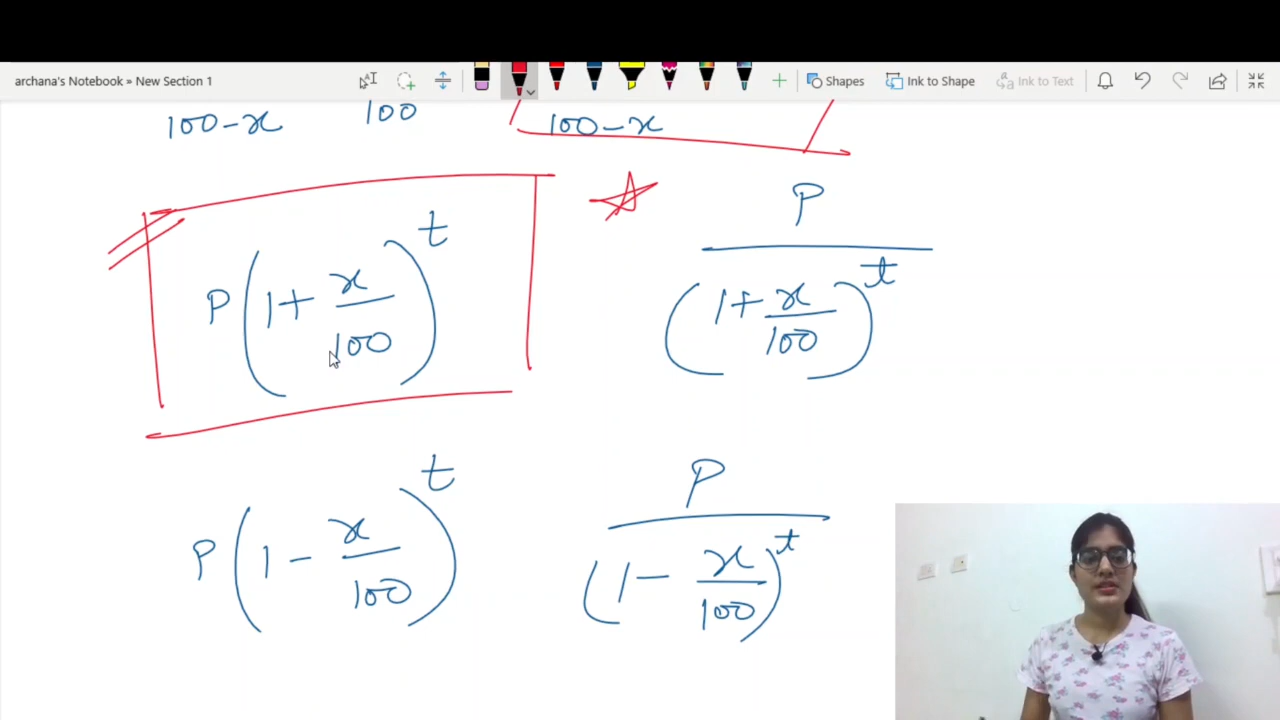 archana's Notebook » New Section 1
Shapes
Ink to Shape
Ink to Text
100-x 100 100-x
P(1+x/100)^t P/(1+x/100)^t
P(1-x/100)^t P/(1-x/100)^t